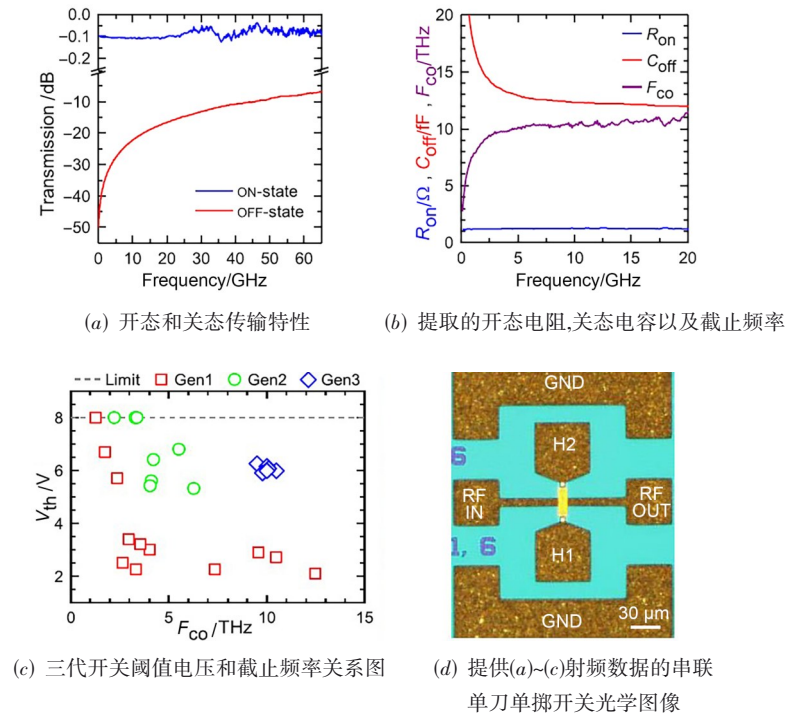 Transmission /dB
0.0
−0.1
−0.2
−10
−20
−30
−40
−50
ON-state
OFF-state
0 10 20 30 40 50 60
Frequency/GHz
(a) 开态和关态传输特性
Ron/Ω , Coff/fF , Fco/THz
20
15
10
5
0
Ron
Coff
Fco
0 5 10 15 20
Frequency/GHz
(b) 提取的开态电阻,关态电容以及截止频率
Limit Gen1 Gen2 Gen3
Vth /V
8
6
4
2
0 5 10 15
Fco /THz
(c) 三代开关阈值电压和截止频率关系图
GND
6
H2
RF
IN
RF
OUT
1, 6
H1
GND
30 μm
(d) 提供(a)~(c)射频数据的串联
单刀单掷开关光学图像